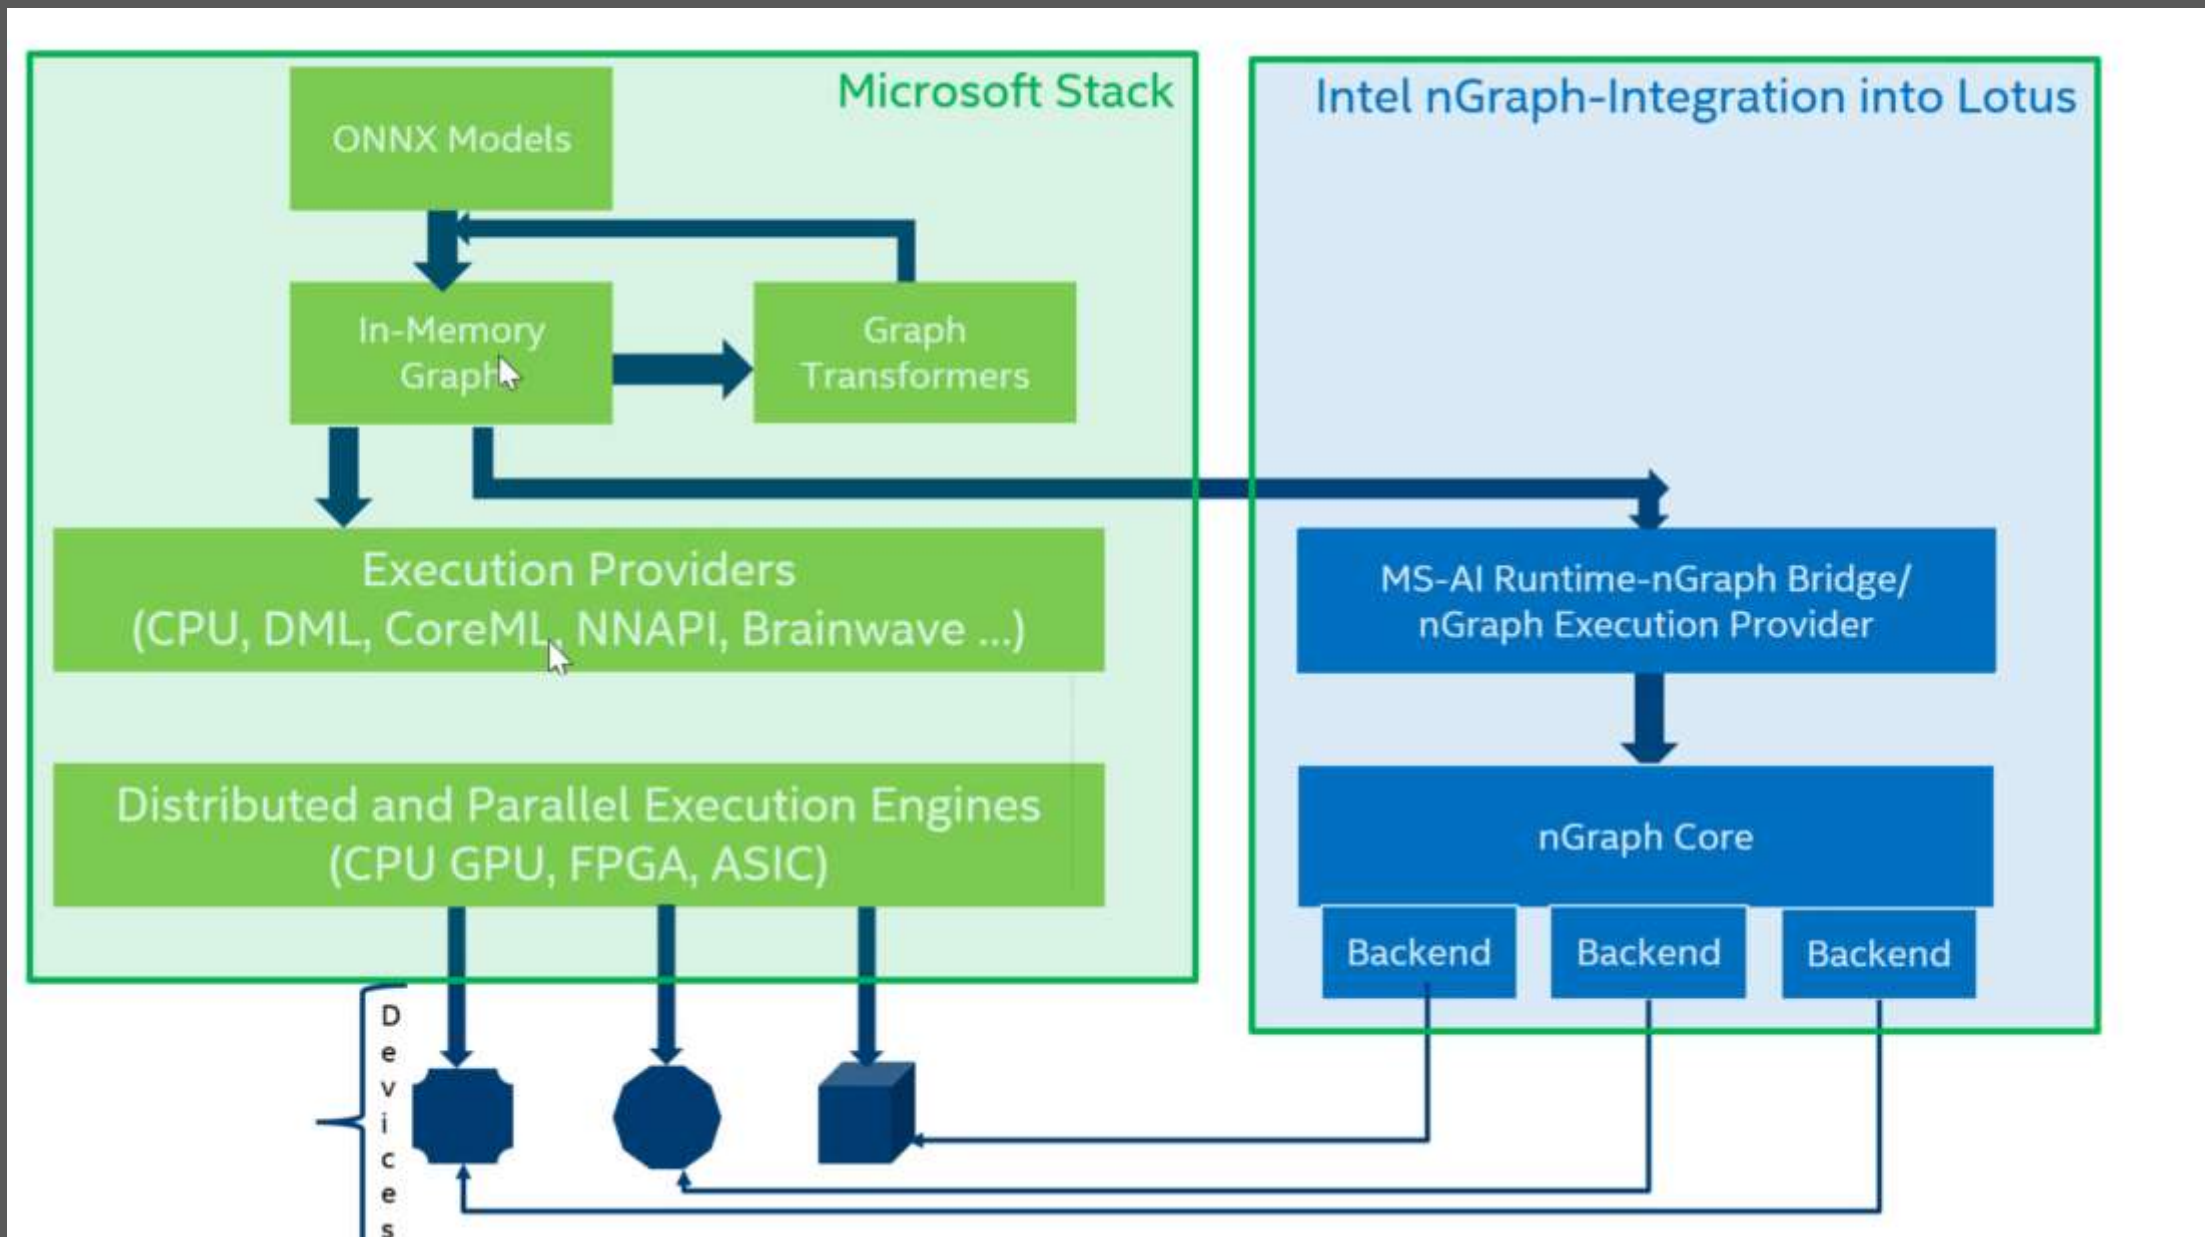 Microsoft Stack
ONNX Models
In-Memory
Graph
Graph
Transformers
Execution Providers
(CPU, DML, CoreML, NNAPI, Brainwave ...)
Distributed and Parallel Execution Engines
(CPU GPU, FPGA, ASIC)
Devices
Intel nGraph-Integration into Lotus
MS-AI Runtime-nGraph Bridge/
nGraph Execution Provider
nGraph Core
Backend
Backend
Backend